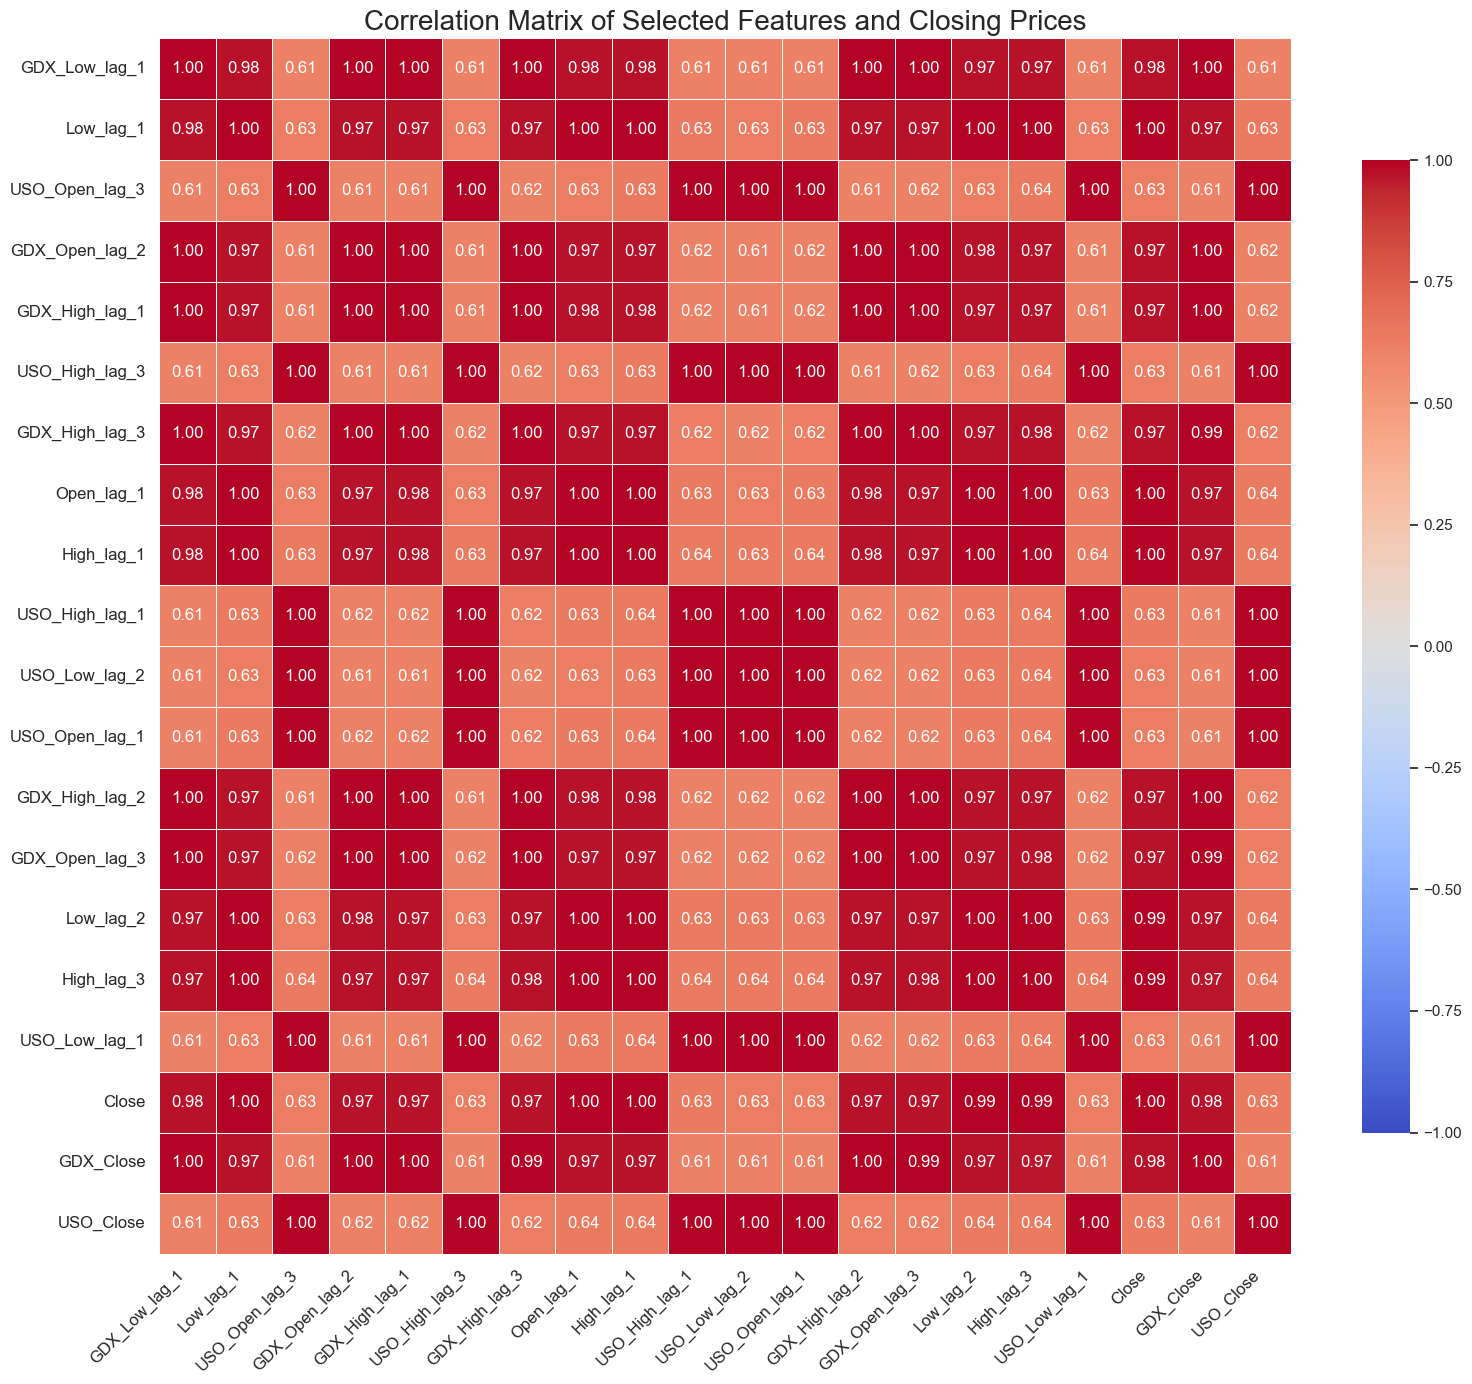 Correlation Matrix of Selected Features and Closing Prices
GDX_Low_lag_1 1.00 0.98 0.61 1.00 1.00 0.61 1.00 0.98 0.98 0.61 0.61 0.61 1.00 1.00 0.97 0.97 0.61 0.98 1.00 0.61
Low_lag_1 0.98 1.00 0.63 0.97 0.97 0.63 0.97 1.00 1.00 0.63 0.63 0.63 0.97 0.97 1.00 1.00 0.63 1.00 0.97 0.63
USO_Open_lag_3 0.61 0.63 1.00 0.61 0.61 1.00 0.62 0.63 0.63 1.00 1.00 1.00 0.61 0.62 0.63 0.64 1.00 0.63 0.61 1.00
GDX_Open_lag_2 1.00 0.97 0.61 1.00 1.00 0.61 1.00 0.97 0.97 0.62 0.61 0.62 1.00 1.00 0.98 0.97 0.61 0.97 1.00 0.62
GDX_High_lag_1 1.00 0.97 0.61 1.00 1.00 0.61 1.00 0.98 0.98 0.62 0.61 0.62 1.00 1.00 0.97 0.97 0.61 0.97 1.00 0.62
USO_High_lag_3 0.61 0.63 1.00 0.61 0.61 1.00 0.62 0.63 0.63 1.00 1.00 1.00 0.61 0.62 0.63 0.64 1.00 0.63 0.61 1.00
GDX_High_lag_3 1.00 0.97 0.62 1.00 1.00 0.62 1.00 0.97 0.97 0.62 0.62 0.62 1.00 1.00 0.97 0.98 0.62 0.97 0.99 0.62
Open_lag_1 0.98 1.00 0.63 0.97 0.98 0.63 0.97 1.00 1.00 0.63 0.63 0.63 0.98 0.97 1.00 1.00 0.63 1.00 0.97 0.64
High_lag_1 0.98 1.00 0.63 0.97 0.98 0.63 0.97 1.00 1.00 0.64 0.63 0.64 0.98 0.97 1.00 1.00 0.64 1.00 0.97 0.64
USO_High_lag_1 0.61 0.63 1.00 0.62 0.62 1.00 0.62 0.63 0.64 1.00 1.00 1.00 0.62 0.62 0.63 0.64 1.00 0.63 0.61 1.00
USO_Low_lag_2 0.61 0.63 1.00 0.61 0.61 1.00 0.62 0.63 0.63 1.00 1.00 1.00 0.62 0.62 0.63 0.64 1.00 0.63 0.61 1.00
USO_Open_lag_1 0.61 0.63 1.00 0.62 0.62 1.00 0.62 0.63 0.64 1.00 1.00 1.00 0.62 0.62 0.63 0.64 1.00 0.63 0.61 1.00
GDX_High_lag_2 1.00 0.97 0.61 1.00 1.00 0.61 1.00 0.98 0.98 0.62 0.62 0.62 1.00 1.00 0.97 0.97 0.62 0.97 1.00 0.62
GDX_Open_lag_3 1.00 0.97 0.62 1.00 1.00 0.62 1.00 0.97 0.97 0.62 0.62 0.62 1.00 1.00 0.97 0.98 0.62 0.97 0.99 0.62
Low_lag_2 0.97 1.00 0.63 0.98 0.97 0.63 0.97 1.00 1.00 0.63 0.63 0.63 0.97 0.97 1.00 1.00 0.63 0.99 0.97 0.64
High_lag_3 0.97 1.00 0.64 0.97 0.97 0.64 0.98 1.00 1.00 0.64 0.64 0.64 0.97 0.98 1.00 1.00 0.64 0.99 0.97 0.64
USO_Low_lag_1 0.61 0.63 1.00 0.61 0.61 1.00 0.62 0.63 0.64 1.00 1.00 1.00 0.62 0.62 0.63 0.64 1.00 0.63 0.61 1.00
Close 0.98 1.00 0.63 0.97 0.97 0.63 0.97 1.00 1.00 0.63 0.63 0.63 0.97 0.97 0.99 0.99 0.63 1.00 0.98 0.63
GDX_Close 1.00 0.97 0.61 1.00 1.00 0.61 0.99 0.97 0.97 0.61 0.61 0.61 1.00 0.99 0.97 0.97 0.61 0.98 1.00 0.61
USO_Close 0.61 0.63 1.00 0.62 0.62 1.00 0.62 0.64 0.64 1.00 1.00 1.00 0.62 0.62 0.64 0.64 1.00 0.63 0.61 1.00
GDX_Low_lag_1
Low_lag_1
USO_Open_lag_3
GDX_Open_lag_2
GDX_High_lag_1
USO_High_lag_3
GDX_High_lag_3
Open_lag_1
High_lag_1
USO_High_lag_1
USO_Low_lag_2
USO_Open_lag_1
GDX_High_lag_2
GDX_Open_lag_3
Low_lag_2
High_lag_3
USO_Low_lag_1
Close
GDX_Close
USO_Close
1.00
0.75
0.50
0.25
0.00
−0.25
−0.50
−0.75
−1.00